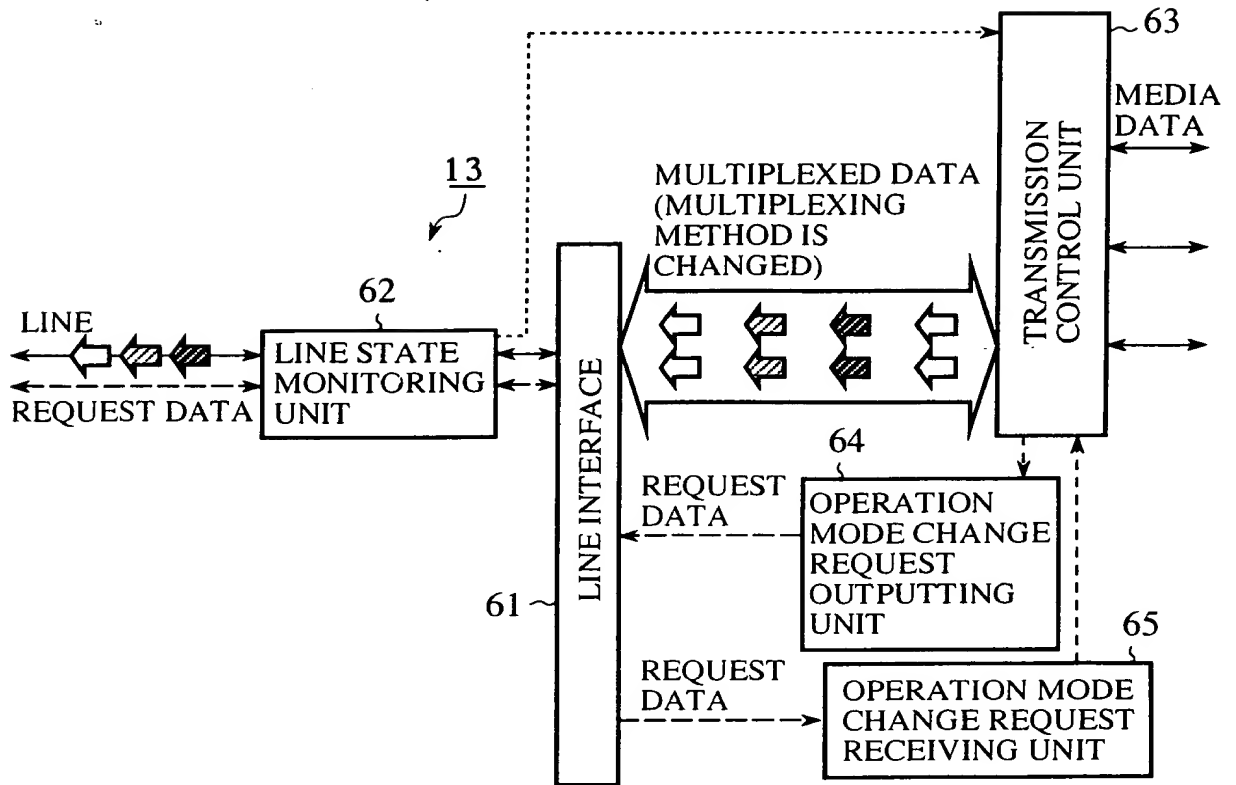 63
MEDIA
DATA
TRANSMISSION
CONTROL UNIT
13
MULTIPLEXED DATA
(MULTIPLEXING
METHOD IS
CHANGED)
62
LINE
LINE STATE
MONITORING
UNIT
REQUEST DATA
LINE INTERFACE
61
64
REQUEST
DATA
OPERATION
MODE CHANGE
REQUEST
OUTPUTTING
UNIT
65
REQUEST
DATA
OPERATION MODE
CHANGE REQUEST
RECEIVING UNIT